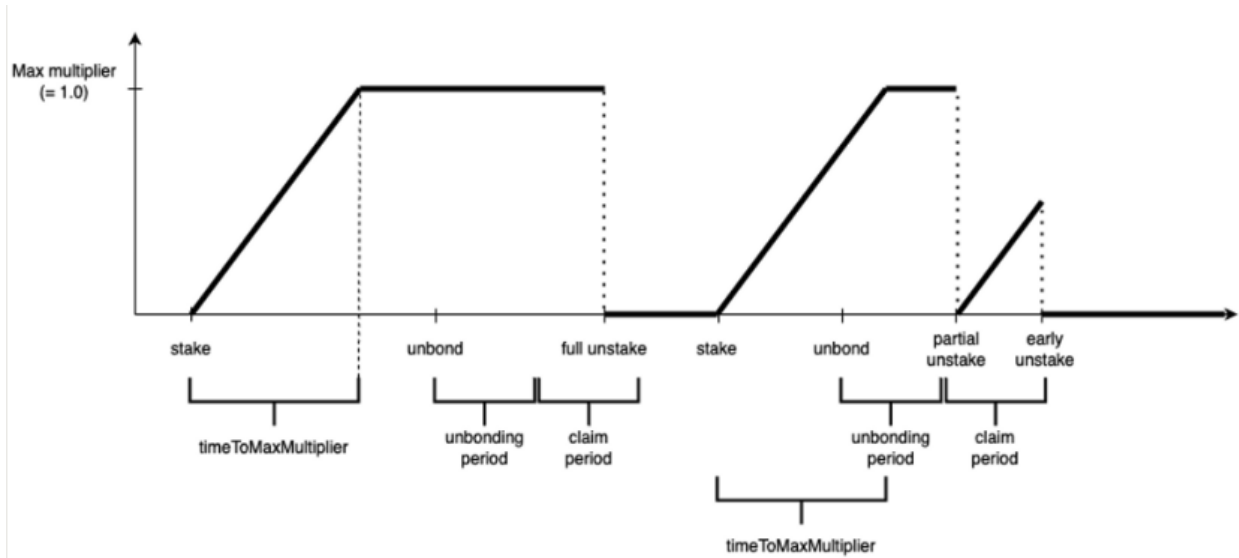 Max multiplier
(= 1.0)
stake
unbond
full unstake
stake
unbond
partial
unstake
early
unstake
timeToMaxMultiplier
unbonding
period
claim
period
unbonding
period
claim
period
timeToMaxMultiplier